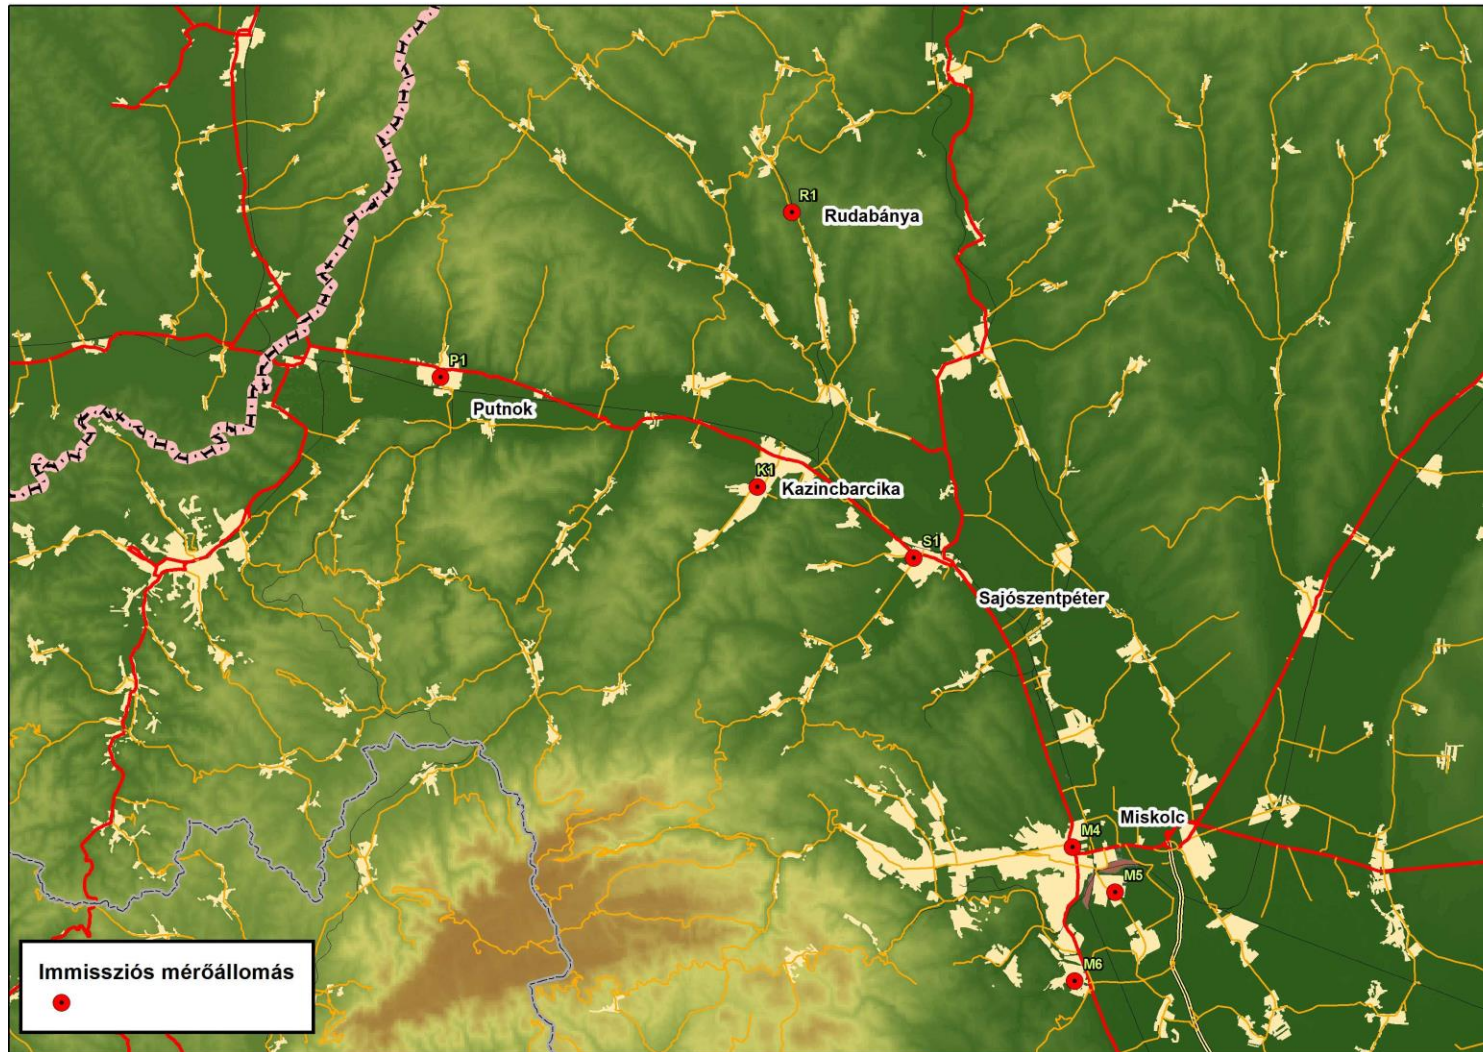 R1
Rudabánya
P1
Putnok
K1
Kazincbarcika
S1
Sajószentpéter
Miskolc
M4
M5
M6
Immissziós mérőállomás